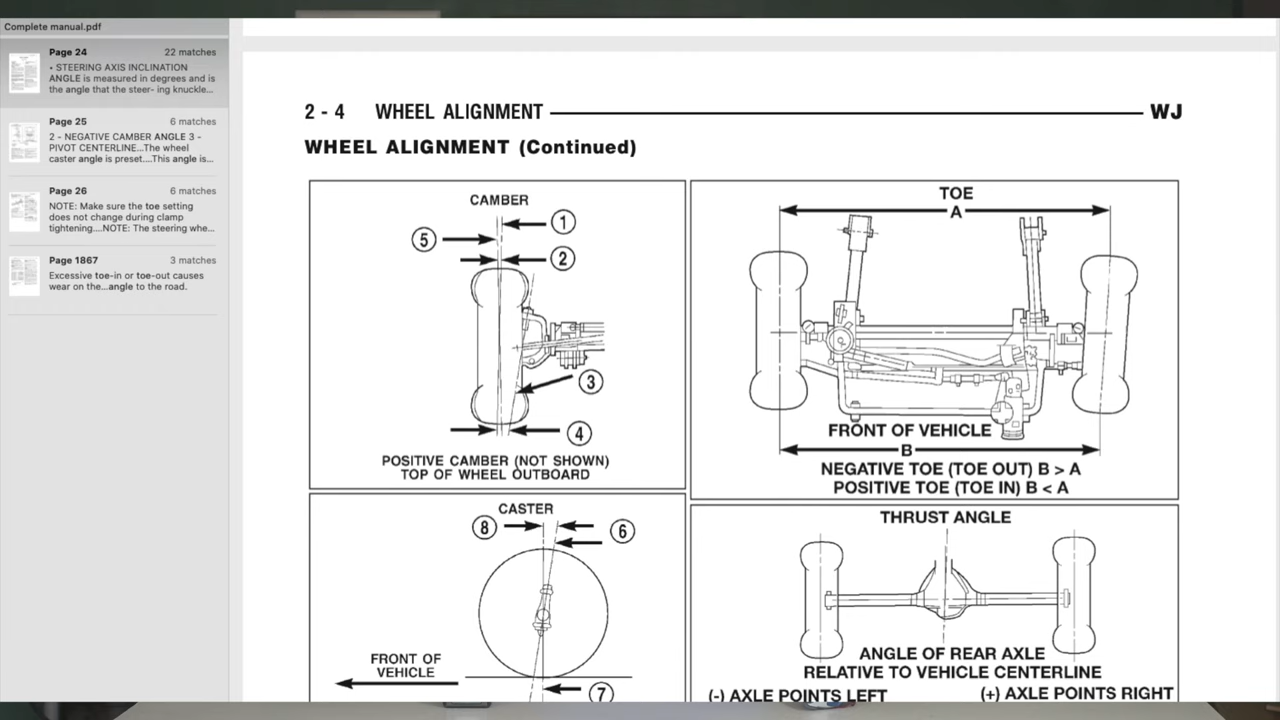 Complete manual.pdf
Page 24 22 matches
• STEERING AXIS INCLINATION
ANGLE is measured in degrees and is
the angle that the steer- ing knuckle...
Page 25 6 matches
2 - NEGATIVE CAMBER ANGLE 3 -
PIVOT CENTERLINE...The wheel
caster angle is preset....This angle is...
Page 26 6 matches
NOTE: Make sure the toe setting
does not change during clamp
tightening....NOTE: The steering whe...
Page 1867 3 matches
Excessive toe-in or toe-out causes
wear on the...angle to the road.
2 - 4 WHEEL ALIGNMENT WJ
WHEEL ALIGNMENT (Continued)
CAMBER
1
5
2
3
4
POSITIVE CAMBER (NOT SHOWN)
TOP OF WHEEL OUTBOARD
TOE
A
FRONT OF VEHICLE
B
NEGATIVE TOE (TOE OUT) B > A
POSITIVE TOE (TOE IN) B < A
CASTER
8
6
FRONT OF
VEHICLE
7
THRUST ANGLE
ANGLE OF REAR AXLE
RELATIVE TO VEHICLE CENTERLINE
(-) AXLE POINTS LEFT (+) AXLE POINTS RIGHT